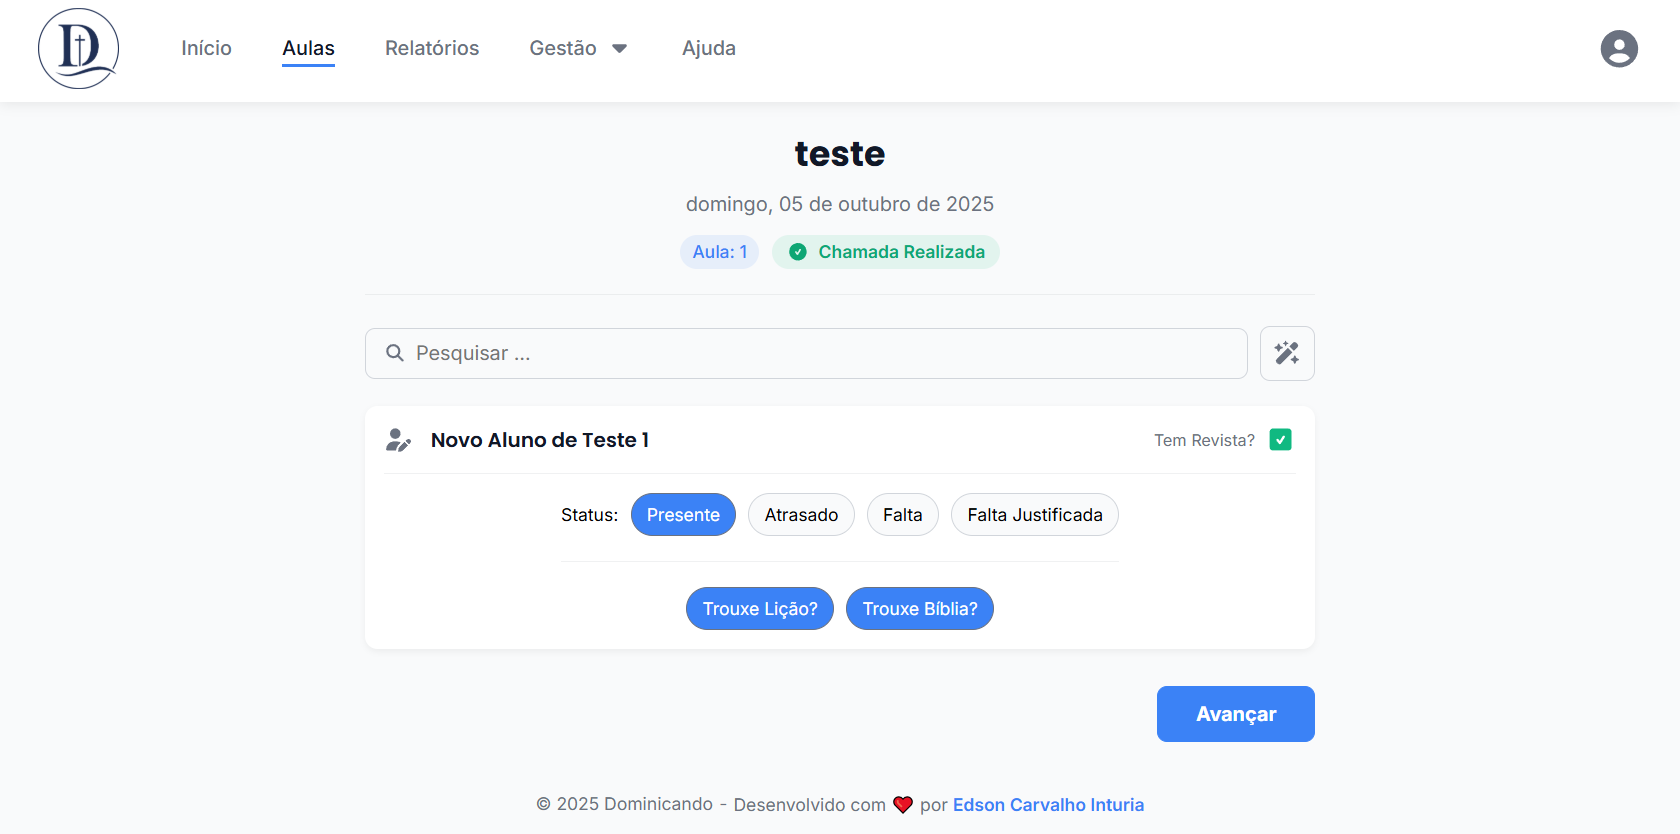 D
Início Aulas Relatórios Gestão Ajuda
teste
domingo, 05 de outubro de 2025
Aula: 1 Chamada Realizada
Pesquisar ...
Novo Aluno de Teste 1 Tem Revista?
Status: Presente Atrasado Falta Falta Justificada
Trouxe Lição? Trouxe Bíblia?
Avançar
© 2025 Dominicando - Desenvolvido com ❤️ por Edson Carvalho Inturia